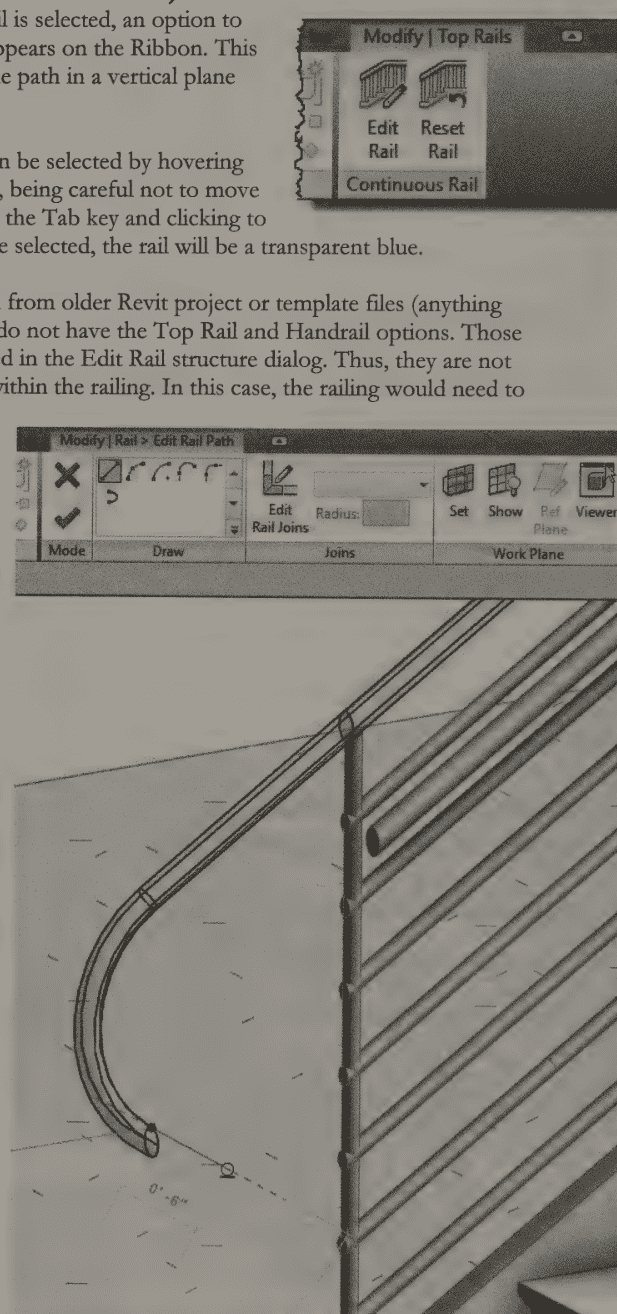 l is selected, an option to
ppears on the Ribbon. This
e path in a vertical plane
n be selected by hovering
, being careful not to move
the Tab key and clicking to
e selected, the rail will be a transparent blue.
from older Revit project or template files (anything
do not have the Top Rail and Handrail options. Those
d in the Edit Rail structure dialog. Thus, they are not
vithin the railing. In this case, the railing would need to
Modify | Top Rails
Edit Rail
Reset Rail
Continuous Rail
Modify | Rail > Edit Rail Path
Edit Rail Joins
Radius:
Set
Show
Ref Plane
Viewer
Mode
Draw
Joins
Work Plane
0' -6"